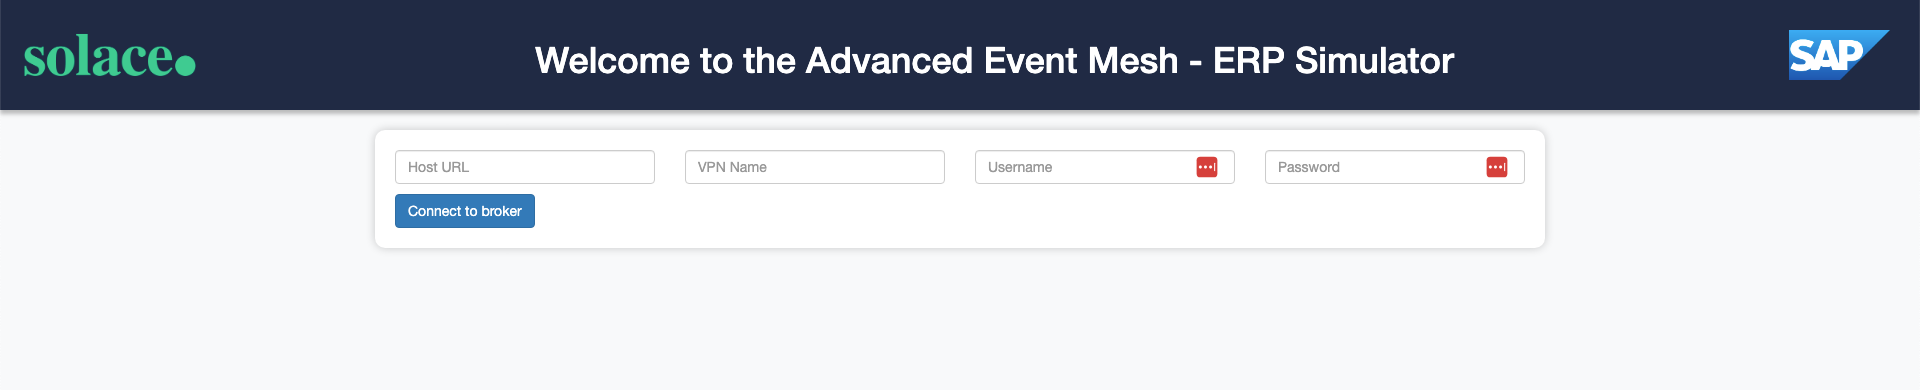 solace.
Welcome to the Advanced Event Mesh - ERP Simulator
SAP
Host URL
VPN Name
Username
Password
Connect to broker